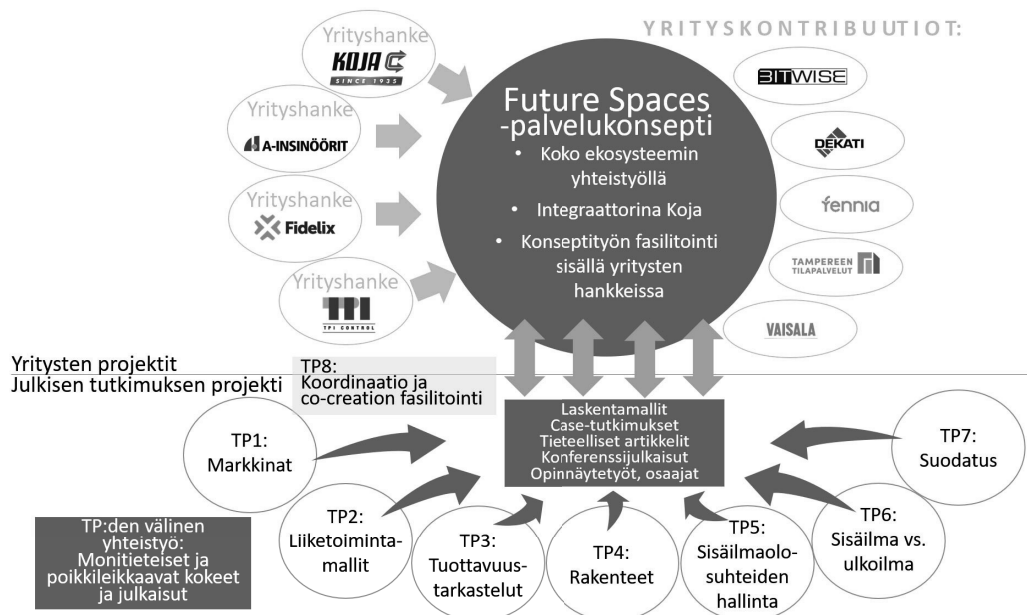 Yrityshanke
KOJA
SINCE 1935
Yrityshanke
A-INSINÖÖRIT
Yrityshanke
Fidelix
Yrityshanke
TPI
TPI CONTROL
Future Spaces
-palvelukonsepti
• Koko ekosysteemin
yhteistyöllä
• Integraattorina Koja
• Konseptityön fasilitointi
sisällä yritysten
hankkeissa
YRITYSKONTRIBUUTIOT:
BITWISE
DEKATI
fennia
TAMPEREEN
TILAPALVELUT
VAISALA
Yritysten projektit
Julkisen tutkimuksen projekti
TP8:
Koordinaatio ja
co-creation fasilitointi
Laskentamallit
Case-tutkimukset
Tieteelliset artikkelit
Konferenssijulkaisut
Opinnäytetyöt, osaajat
TP1:
Markkinat
TP2:
Liiketoiminta-
mallit
TP3:
Tuottavuus-
tarkastelut
TP4:
Rakenteet
TP5:
Sisäilmaolo-
suhteiden
hallinta
TP6:
Sisäilma vs.
ulkoilma
TP7:
Suodatus
TP:den välinen
yhteistyö:
Monitieteiset ja
poikkileikkaavat kokeet
ja julkaisut